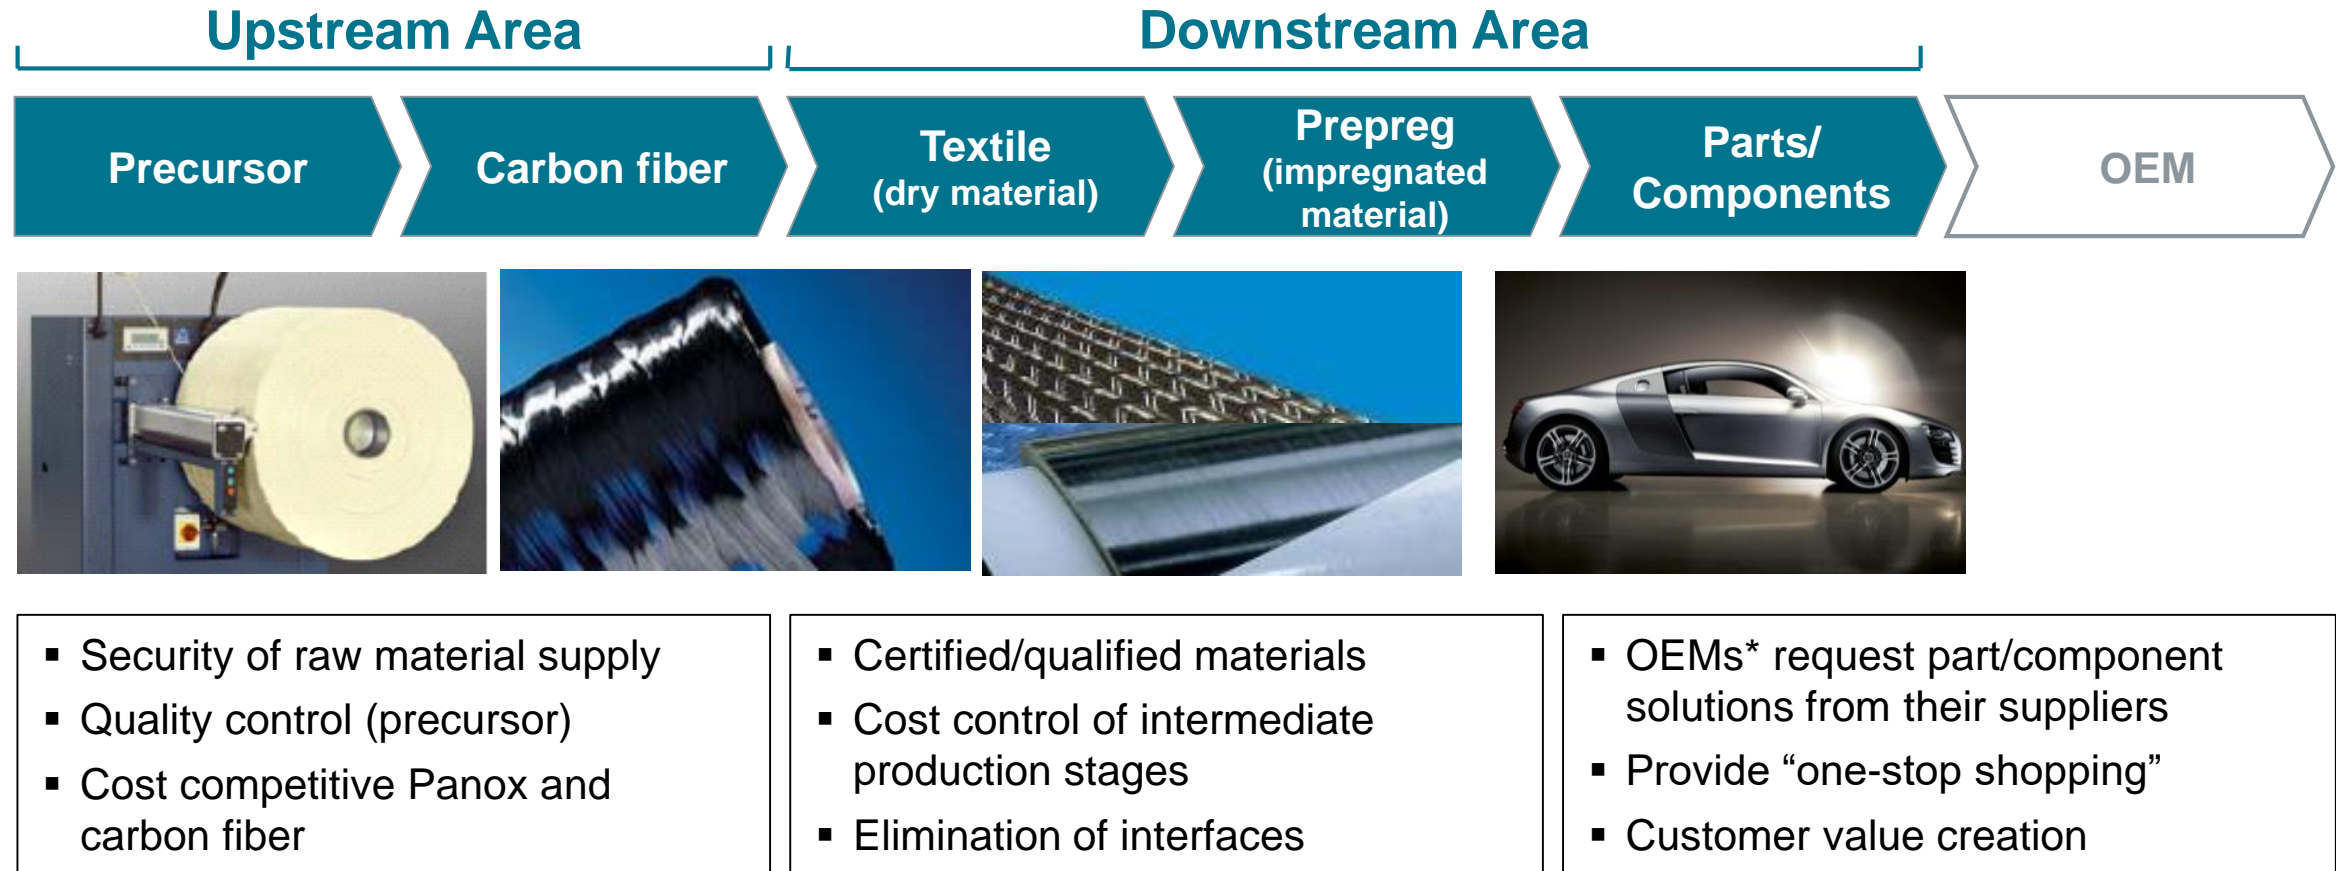 Upstream Area
Downstream Area
Precursor
Carbon fiber
Textile
(dry material)
Prepreg
(impregnated
material)
Parts/
Components
OEM
▪ Security of raw material supply
▪ Quality control (precursor)
▪ Cost competitive Panox and
carbon fiber
▪ Certified/qualified materials
▪ Cost control of intermediate
production stages
▪ Elimination of interfaces
▪ OEMs* request part/component
solutions from their suppliers
▪ Provide “one-stop shopping”
▪ Customer value creation